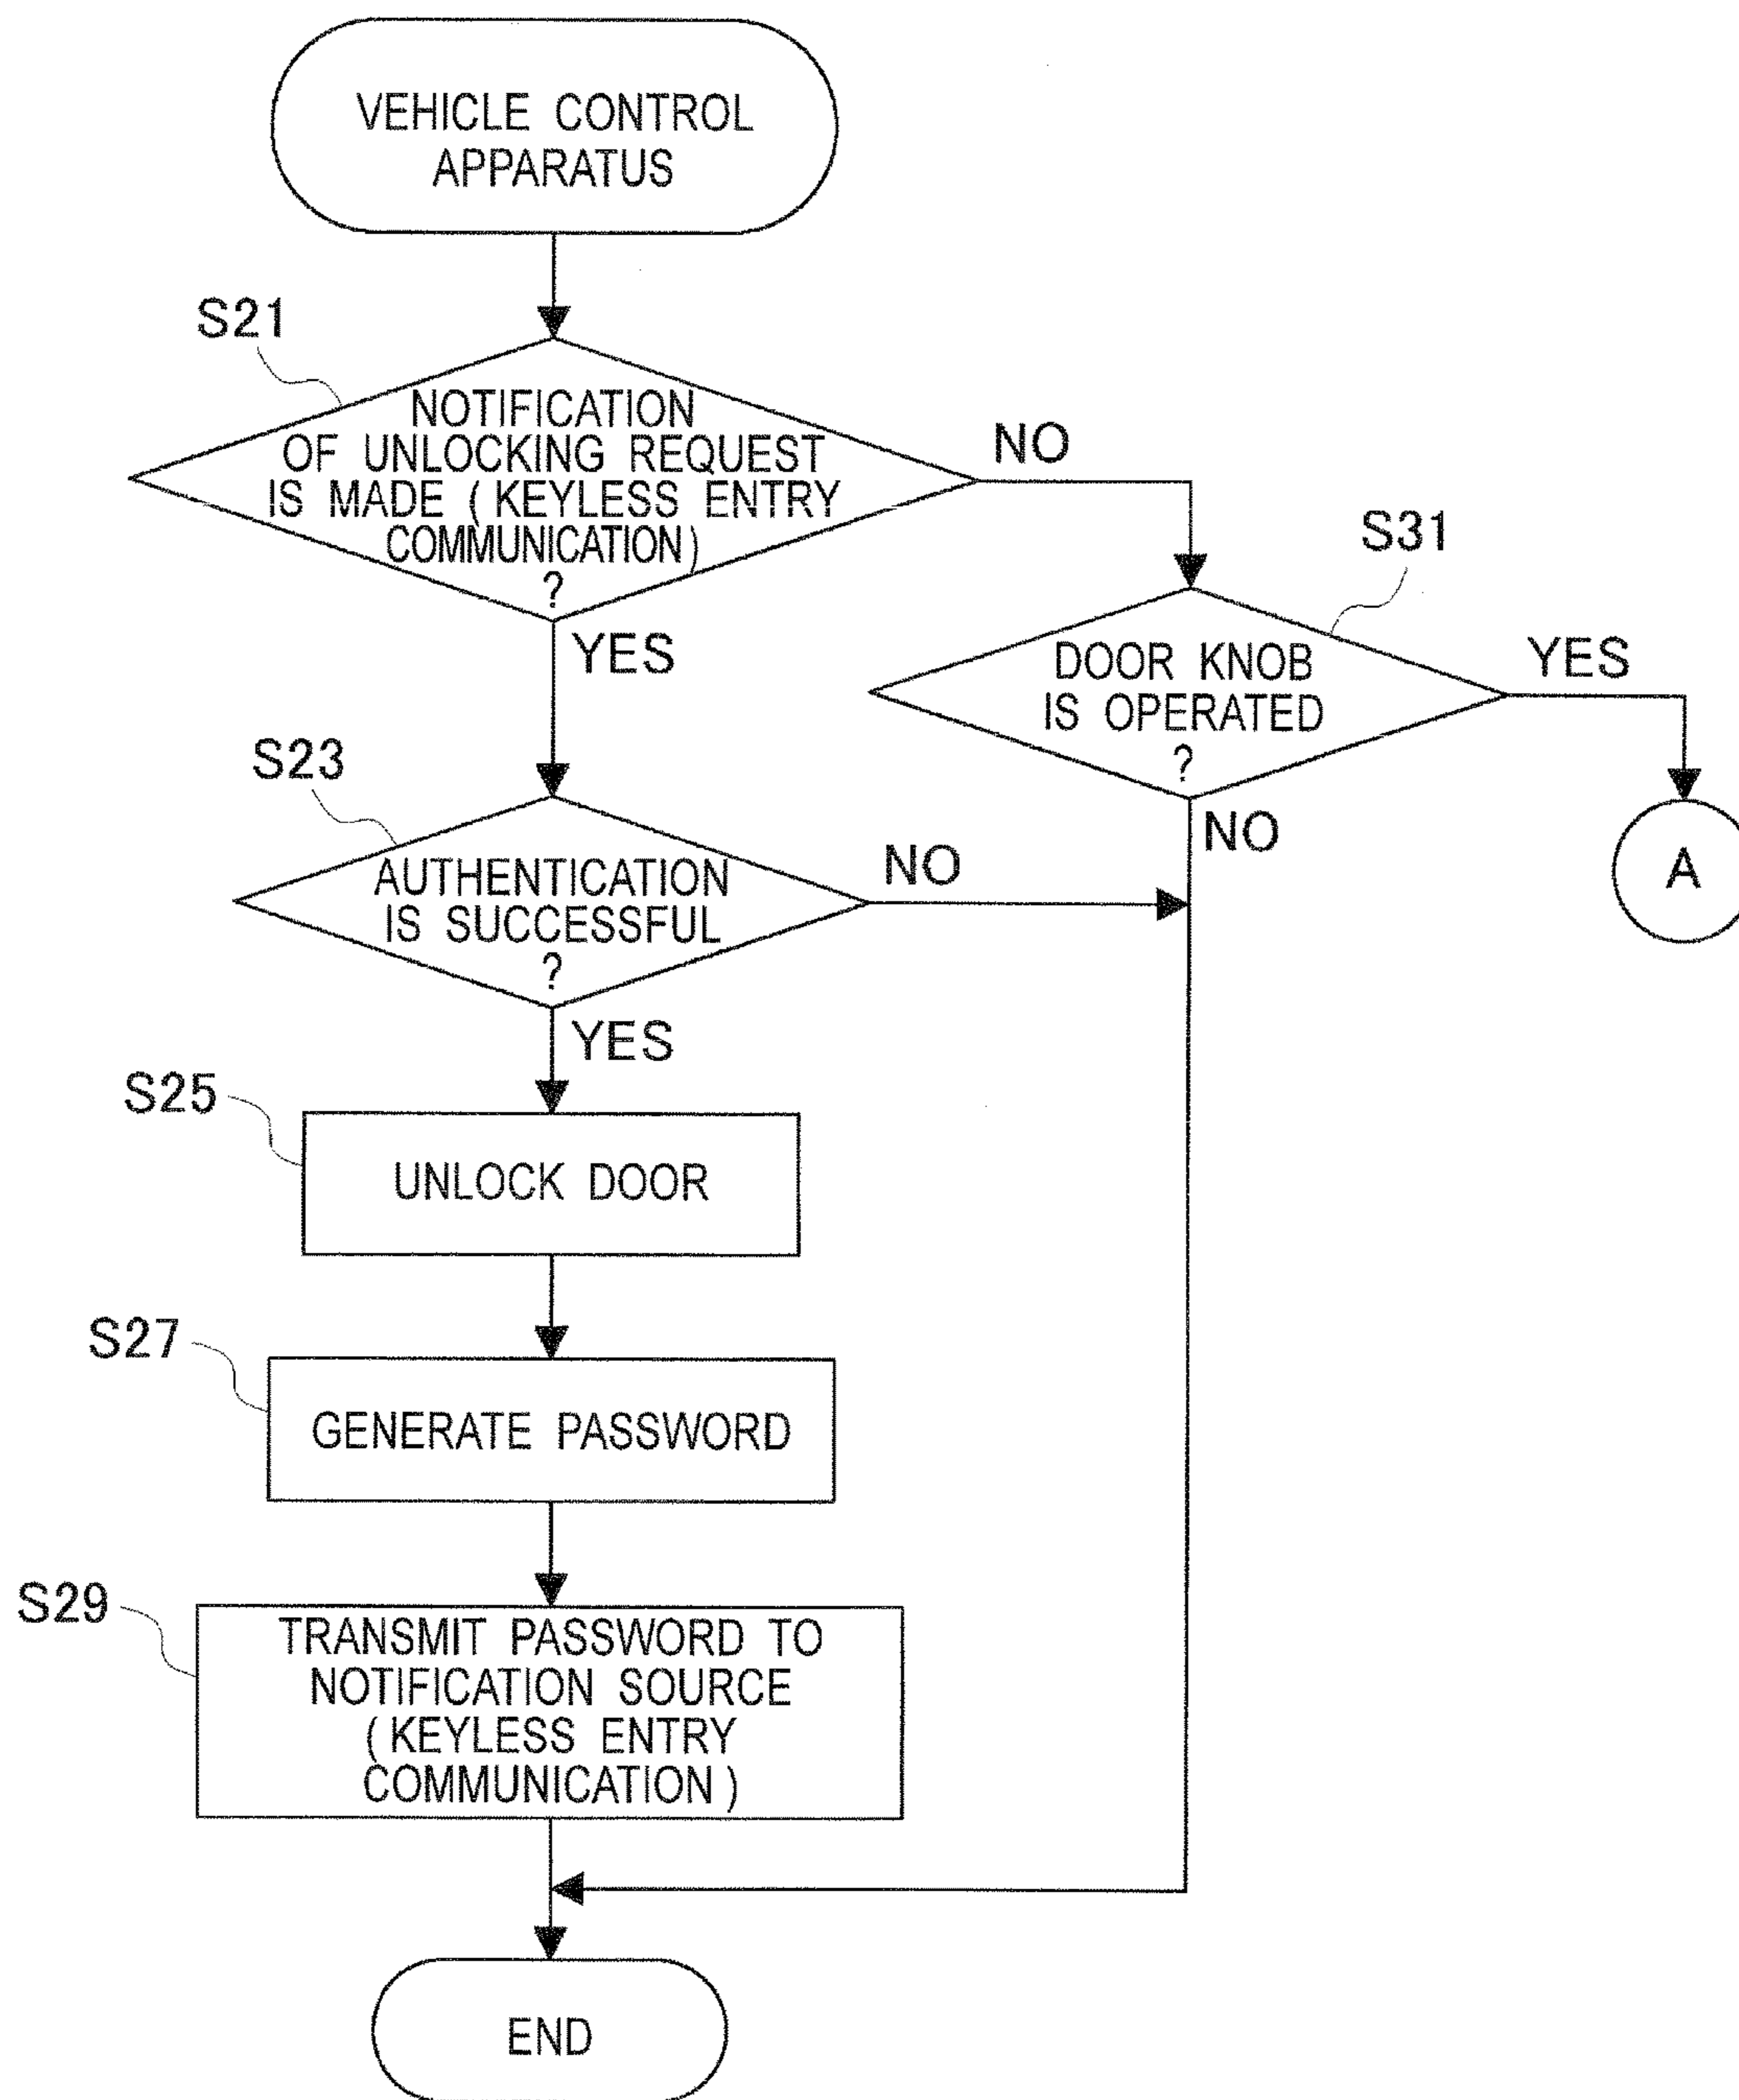 VEHICLE CONTROL
APPARATUS
S21
NOTIFICATION
OF UNLOCKING REQUEST
IS MADE (KEYLESS ENTRY
COMMUNICATION)
?
NO
YES
S31
DOOR KNOB
IS OPERATED
?
YES
NO
A
S23
AUTHENTICATION
IS SUCCESSFUL
?
NO
YES
S25
UNLOCK DOOR
S27
GENERATE PASSWORD
S29
TRANSMIT PASSWORD TO
NOTIFICATION SOURCE
(KEYLESS ENTRY
COMMUNICATION)
END